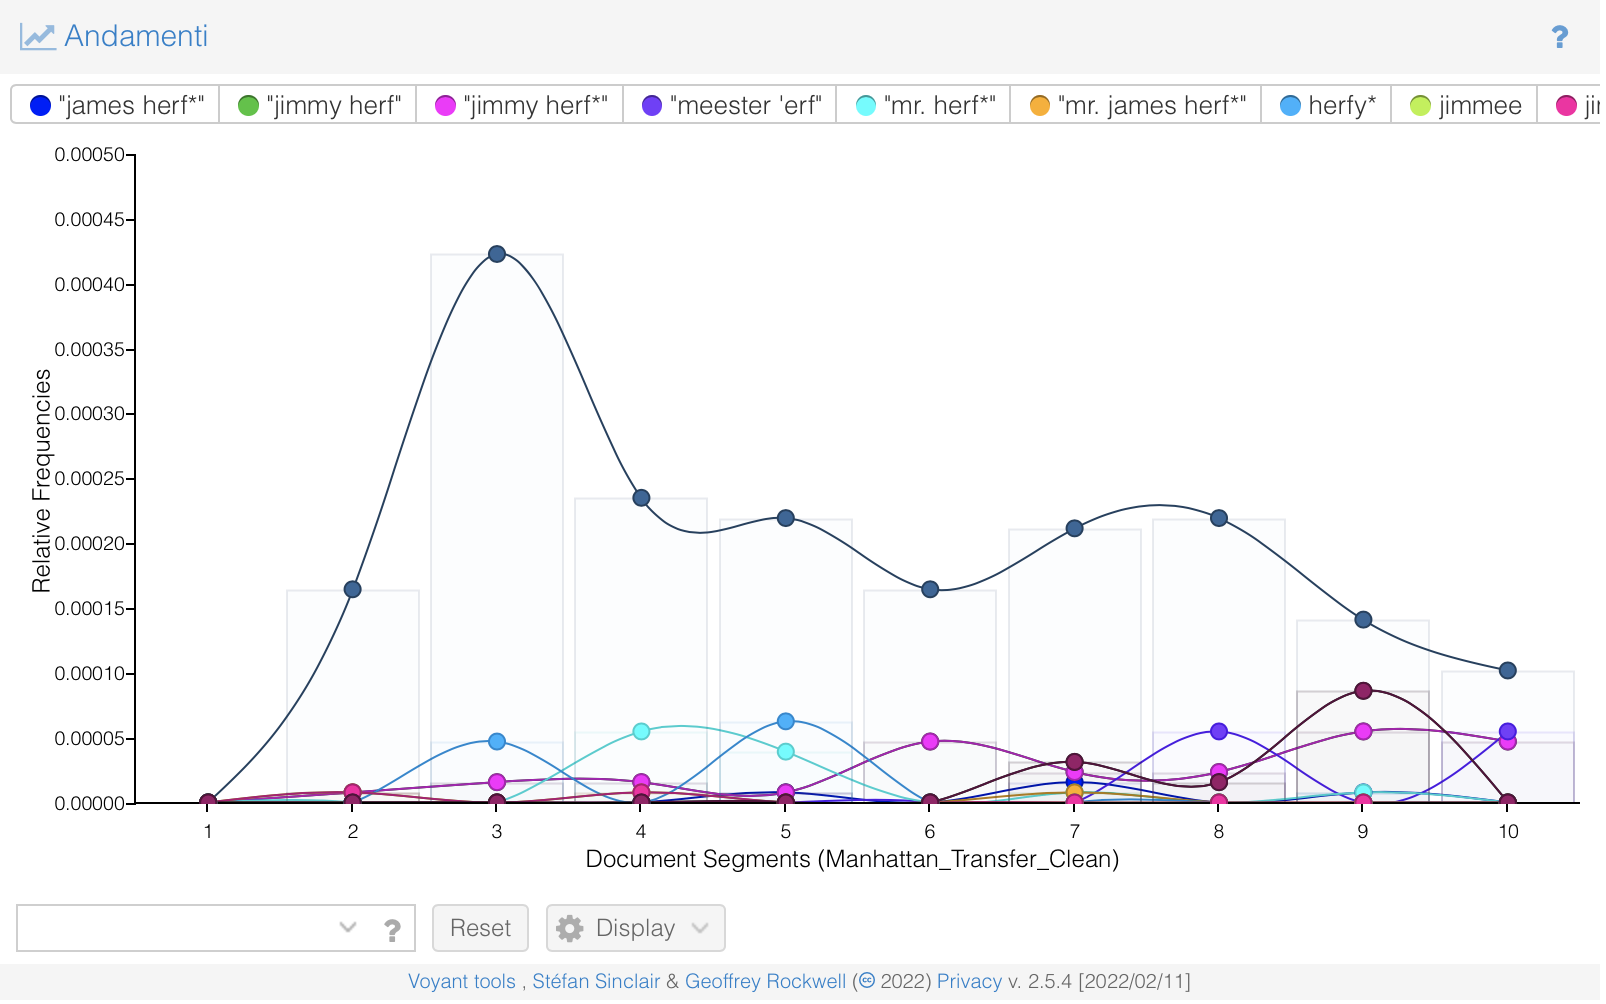 Andamenti ?
"james herf*" "jimmy herf" "jimmy herf*" "meester 'erf" "mr. herf*" "mr. james herf*" herfy* jimmee
0.00050
0.00045
0.00040
0.00035
0.00030
0.00025
0.00020
0.00015
0.00010
0.00005
0.00000
Relative Frequencies
1 2 3 4 5 6 7 8 9 10
Document Segments (Manhattan_Transfer_Clean)
? Reset Display
Voyant tools , Stéfan Sinclair & Geoffrey Rockwell (cc 2022) Privacy v. 2.5.4 [2022/02/11]